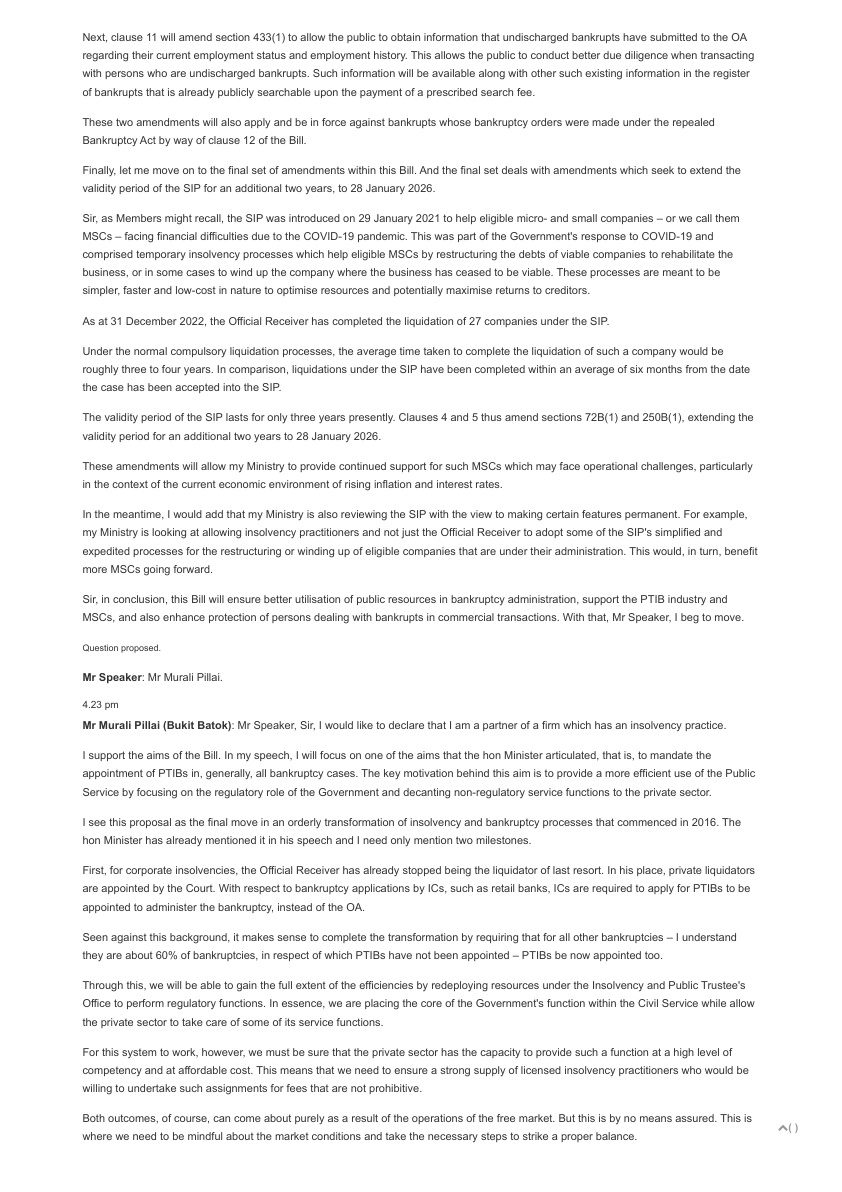 Next, clause 11 will amend section 433(1) to allow the public to obtain information that undischarged bankrupts have submitted to the OA
regarding their current employment status and employment history. This allows the public to conduct better due diligence when transacting
with persons who are undischarged bankrupts. Such information will be available along with other such existing information in the register
of bankrupts that is already publicly searchable upon the payment of a prescribed search fee.
These two amendments will also apply and be in force against bankrupts whose bankruptcy orders were made under the repealed
Bankruptcy Act by way of clause 12 of the Bill.
Finally, let me move on to the final set of amendments within this Bill. And the final set deals with amendments which seek to extend the
validity period of the SIP for an additional two years, to 28 January 2026.
Sir, as Members might recall, the SIP was introduced on 29 January 2021 to help eligible micro- and small companies – or we call them
MSCs – facing financial difficulties due to the COVID-19 pandemic. This was part of the Government's response to COVID-19 and
comprised temporary insolvency processes which help eligible MSCs by restructuring the debts of viable companies to rehabilitate the
business, or in some cases to wind up the company where the business has ceased to be viable. These processes are meant to be
simpler, faster and low-cost in nature to optimise resources and potentially maximise returns to creditors.
As at 31 December 2022, the Official Receiver has completed the liquidation of 27 companies under the SIP.
Under the normal compulsory liquidation processes, the average time taken to complete the liquidation of such a company would be
roughly three to four years. In comparison, liquidations under the SIP have been completed within an average of six months from the date
the case has been accepted into the SIP.
The validity period of the SIP lasts for only three years presently. Clauses 4 and 5 thus amend sections 72B(1) and 250B(1), extending the
validity period for an additional two years to 28 January 2026.
These amendments will allow my Ministry to provide continued support for such MSCs which may face operational challenges, particularly
in the context of the current economic environment of rising inflation and interest rates.
In the meantime, I would add that my Ministry is also reviewing the SIP with the view to making certain features permanent. For example,
my Ministry is looking at allowing insolvency practitioners and not just the Official Receiver to adopt some of the SIP's simplified and
expedited processes for the restructuring or winding up of eligible companies that are under their administration. This would, in turn, benefit
more MSCs going forward.
Sir, in conclusion, this Bill will ensure better utilisation of public resources in bankruptcy administration, support the PTIB industry and
MSCs, and also enhance protection of persons dealing with bankrupts in commercial transactions. With that, Mr Speaker, I beg to move.
Question proposed.
Mr Speaker: Mr Murali Pillai.
4.23 pm
Mr Murali Pillai (Bukit Batok): Mr Speaker, Sir, I would like to declare that I am a partner of a firm which has an insolvency practice.
I support the aims of the Bill. In my speech, I will focus on one of the aims that the hon Minister articulated, that is, to mandate the
appointment of PTIBs in, generally, all bankruptcy cases. The key motivation behind this aim is to provide a more efficient use of the Public
Service by focusing on the regulatory role of the Government and decanting non-regulatory service functions to the private sector.
I see this proposal as the final move in an orderly transformation of insolvency and bankruptcy processes that commenced in 2016. The
hon Minister has already mentioned it in his speech and I need only mention two milestones.
First, for corporate insolvencies, the Official Receiver has already stopped being the liquidator of last resort. In his place, private liquidators
are appointed by the Court. With respect to bankruptcy applications by ICs, such as retail banks, ICs are required to apply for PTIBs to be
appointed to administer the bankruptcy, instead of the OA.
Seen against this background, it makes sense to complete the transformation by requiring that for all other bankruptcies – I understand
they are about 60% of bankruptcies, in respect of which PTIBs have not been appointed – PTIBs be now appointed too.
Through this, we will be able to gain the full extent of the efficiencies by redeploying resources under the Insolvency and Public Trustee's
Office to perform regulatory functions. In essence, we are placing the core of the Government's function within the Civil Service while allow
the private sector to take care of some of its service functions.
For this system to work, however, we must be sure that the private sector has the capacity to provide such a function at a high level of
competency and at affordable cost. This means that we need to ensure a strong supply of licensed insolvency practitioners who would be
willing to undertake such assignments for fees that are not prohibitive.
Both outcomes, of course, can come about purely as a result of the operations of the free market. But this is by no means assured. This is
where we need to be mindful about the market conditions and take the necessary steps to strike a proper balance.
( )